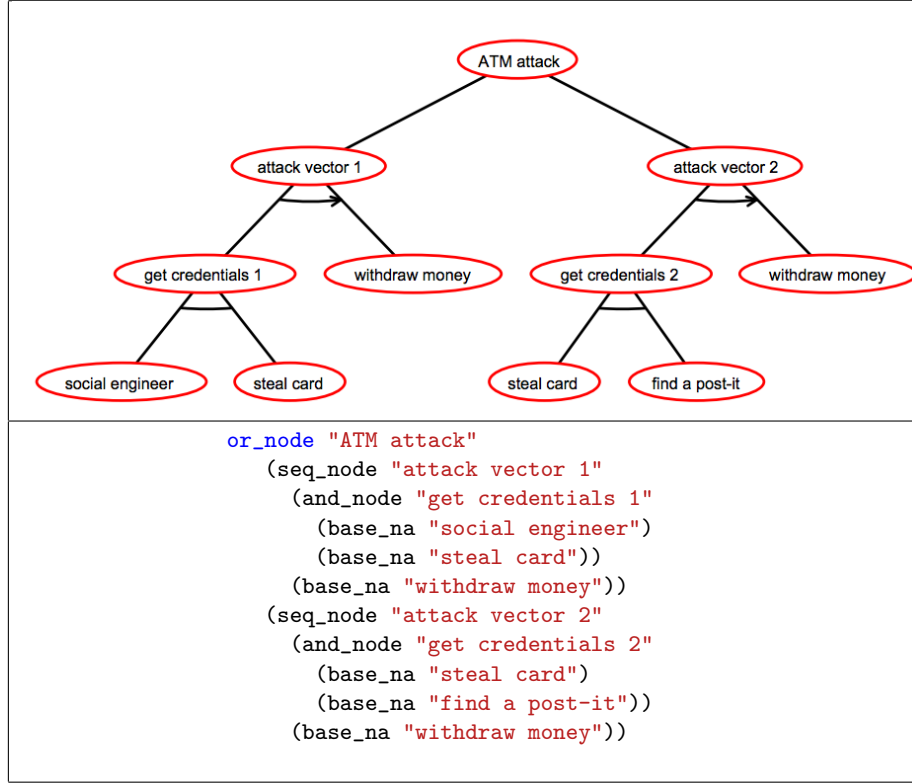 ATM attack
attack vector 1
attack vector 2
get credentials 1
withdraw money
get credentials 2
withdraw money
social engineer
steal card
steal card
find a post-it
or_node "ATM attack"
(seq_node "attack vector 1"
(and_node "get credentials 1"
(base_na "social engineer")
(base_na "steal card"))
(base_na "withdraw money"))
(seq_node "attack vector 2"
(and_node "get credentials 2"
(base_na "steal card")
(base_na "find a post-it"))
(base_na "withdraw money"))